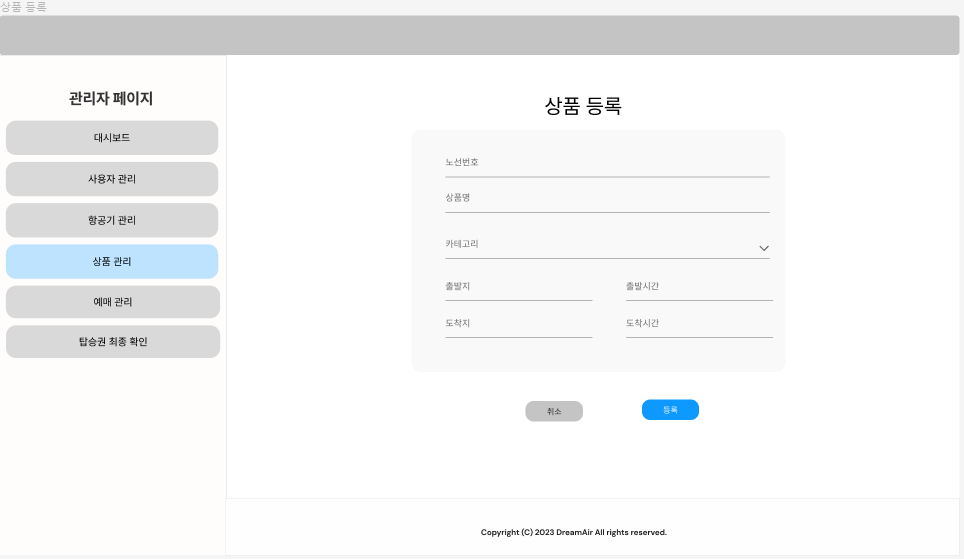 상품 등록
관리자 페이지
대시보드
사용자 관리
항공기 관리
상품 관리
예매 관리
탑승권 최종 확인
상품 등록
노선번호
상품명
카테고리
출발지 출발시간
도착지 도착시간
취소 등록
Copyright (C) 2023 DreamAir All rights reserved.